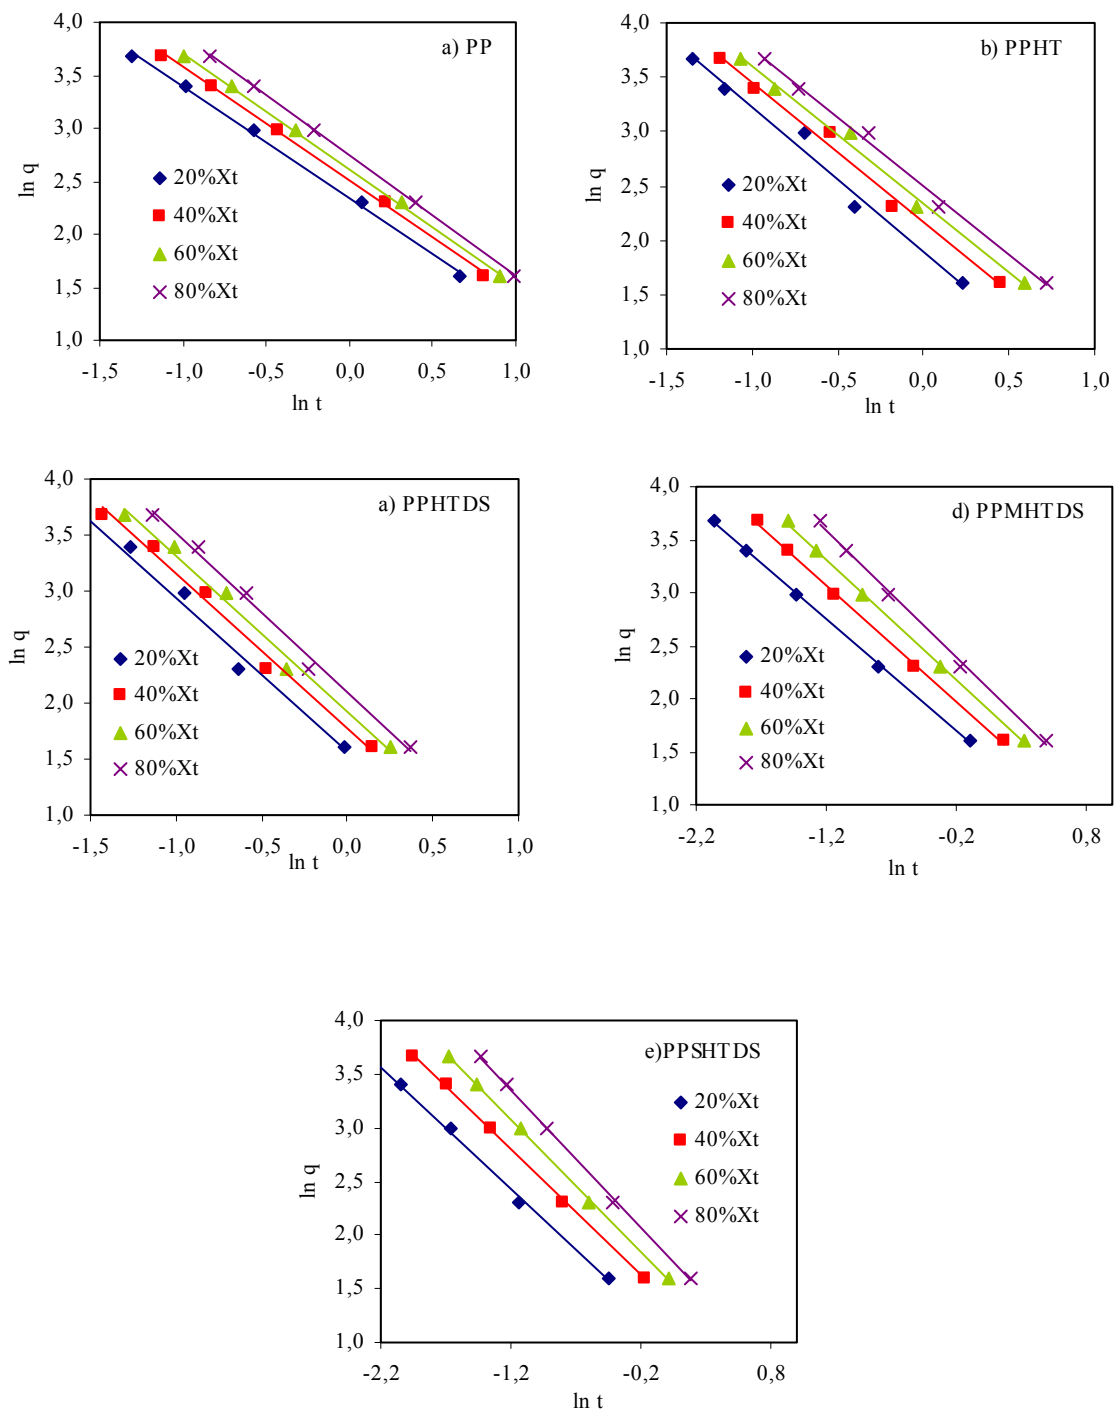 a) PP
4,0
3,5
3,0
2,5
2,0
1,5
1,0
ln q
20%Xt
40%Xt
60%Xt
80%Xt
-1,5 -1,0 -0,5 0,0 0,5 1,0
ln t
b) PPHT
4,0
3,5
3,0
2,5
2,0
1,5
1,0
ln q
20%Xt
40%Xt
60%Xt
80%Xt
-1,5 -1,0 -0,5 0,0 0,5 1,0
ln t
a) PPHTDS
4,0
3,5
3,0
2,5
2,0
1,5
1,0
ln q
20%Xt
40%Xt
60%Xt
80%Xt
-1,5 -1,0 -0,5 0,0 0,5 1,0
ln t
d) PPMHTDS
4,0
3,5
3,0
2,5
2,0
1,5
1,0
ln q
20%Xt
40%Xt
60%Xt
80%Xt
-2,2 -1,2 -0,2 0,8
ln t
e)PPSHTDS
4,0
3,5
3,0
2,5
2,0
1,5
1,0
ln q
20%Xt
40%Xt
60%Xt
80%Xt
-2,2 -1,2 -0,2 0,8
ln t